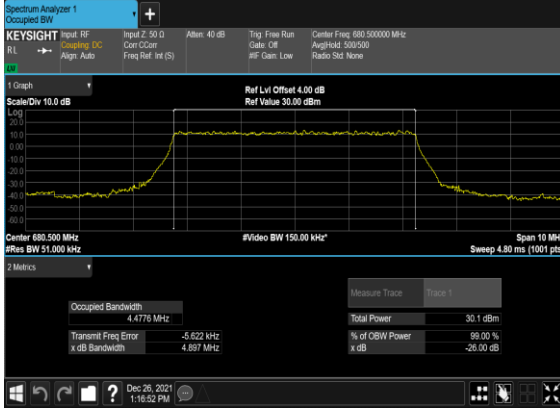 Spectrum Analyzer 1
Occupied BW
+
KEYSIGHT Input: RF Input Z: 50 Ω Atten: 40 dB Trig: Free Run Center Freq: 680.500000 MHz
RL Coupling: DC Corr CCorr Gate: Off Avg|Hold: 500/500
Align: Auto Freq Ref: Int (S) #IF Gain: Low Radio Std: None
1 Graph
Ref Lvl Offset 4.00 dB
Scale/Div 10.0 dB Ref Value 30.00 dBm
Log
20.0
10.0
0.00
-10.0
-20.0
-30.0
-40.0
-50.0
-60.0
Center 680.500 MHz #Video BW 150.00 kHz* Span 10 MH
#Res BW 51.000 kHz Sweep 4.80 ms (1001 pts
2 Metrics
Measure Trace Trace 1
Occupied Bandwidth
4.4776 MHz Total Power 30.1 dBm
Transmit Freq Error -5.622 kHz % of OBW Power 99.00 %
x dB Bandwidth 4.897 MHz x dB -26.00 dB
? Dec 26, 2021
1:16:52 PM